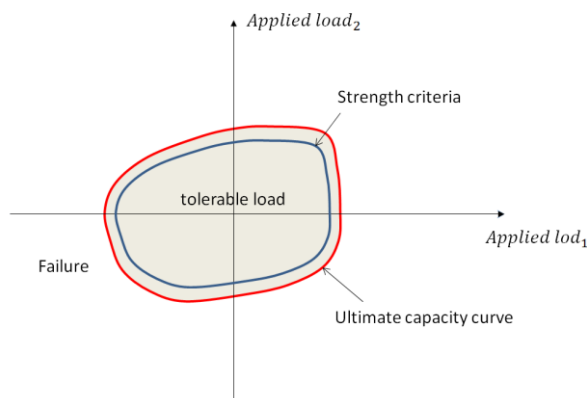 Applied load₂
Strength criteria
tolerable load
Applied lod₁
Failure
Ultimate capacity curve